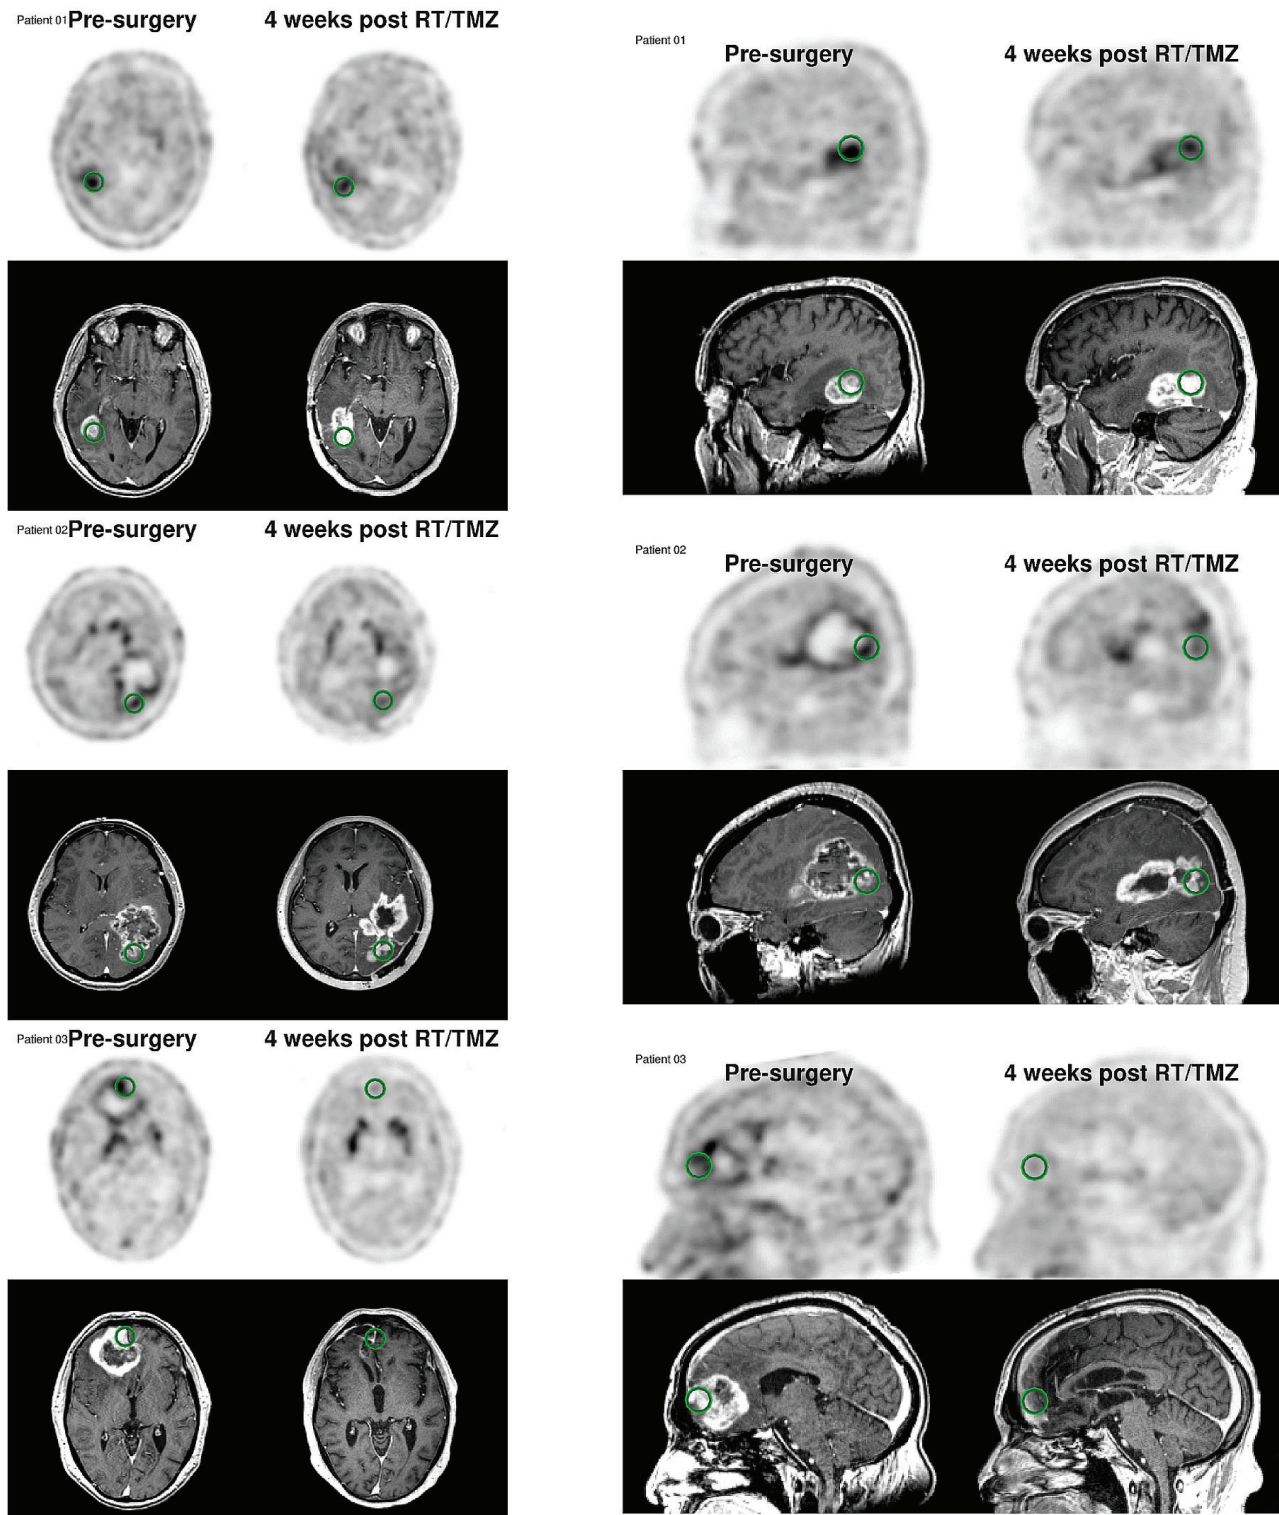 Patient 01 Pre-surgery 4 weeks post RT/TMZ
Patient 01
Pre-surgery 4 weeks post RT/TMZ
Patient 02 Pre-surgery 4 weeks post RT/TMZ
Patient 02
Pre-surgery 4 weeks post RT/TMZ
Patient 03 Pre-surgery 4 weeks post RT/TMZ
Patient 03
Pre-surgery 4 weeks post RT/TMZ